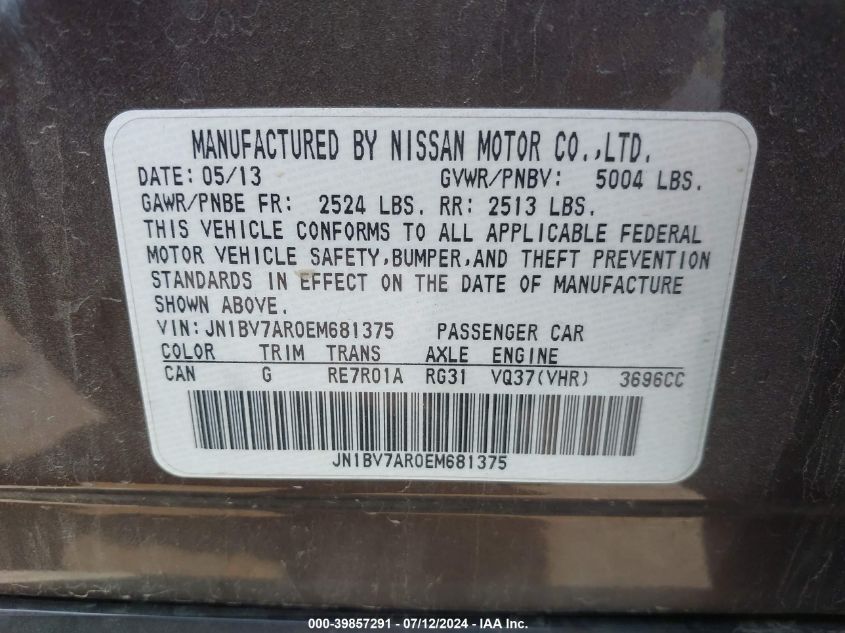 MANUFACTURED BY NISSAN MOTOR CO.,LTD.
DATE: 05/13 GVWR/PNBV: 5004 LBS.
GAWR/PNBE FR: 2524 LBS. RR: 2513 LBS.
THIS VEHICLE CONFORMS TO ALL APPLICABLE FEDERAL
MOTOR VEHICLE SAFETY,BUMPER,AND THEFT PREVENTION
STANDARDS IN EFFECT ON THE DATE OF MANUFACTURE
SHOWN ABOVE.
VIN: JN1BV7AR0EM681375 PASSENGER CAR
COLOR TRIM TRANS AXLE ENGINE
CAN G RE7R01A RG31 VQ37(VHR) 3696CC
JN1BV7AR0EM681375
000-39857291 - 07/12/2024 - IAA Inc.